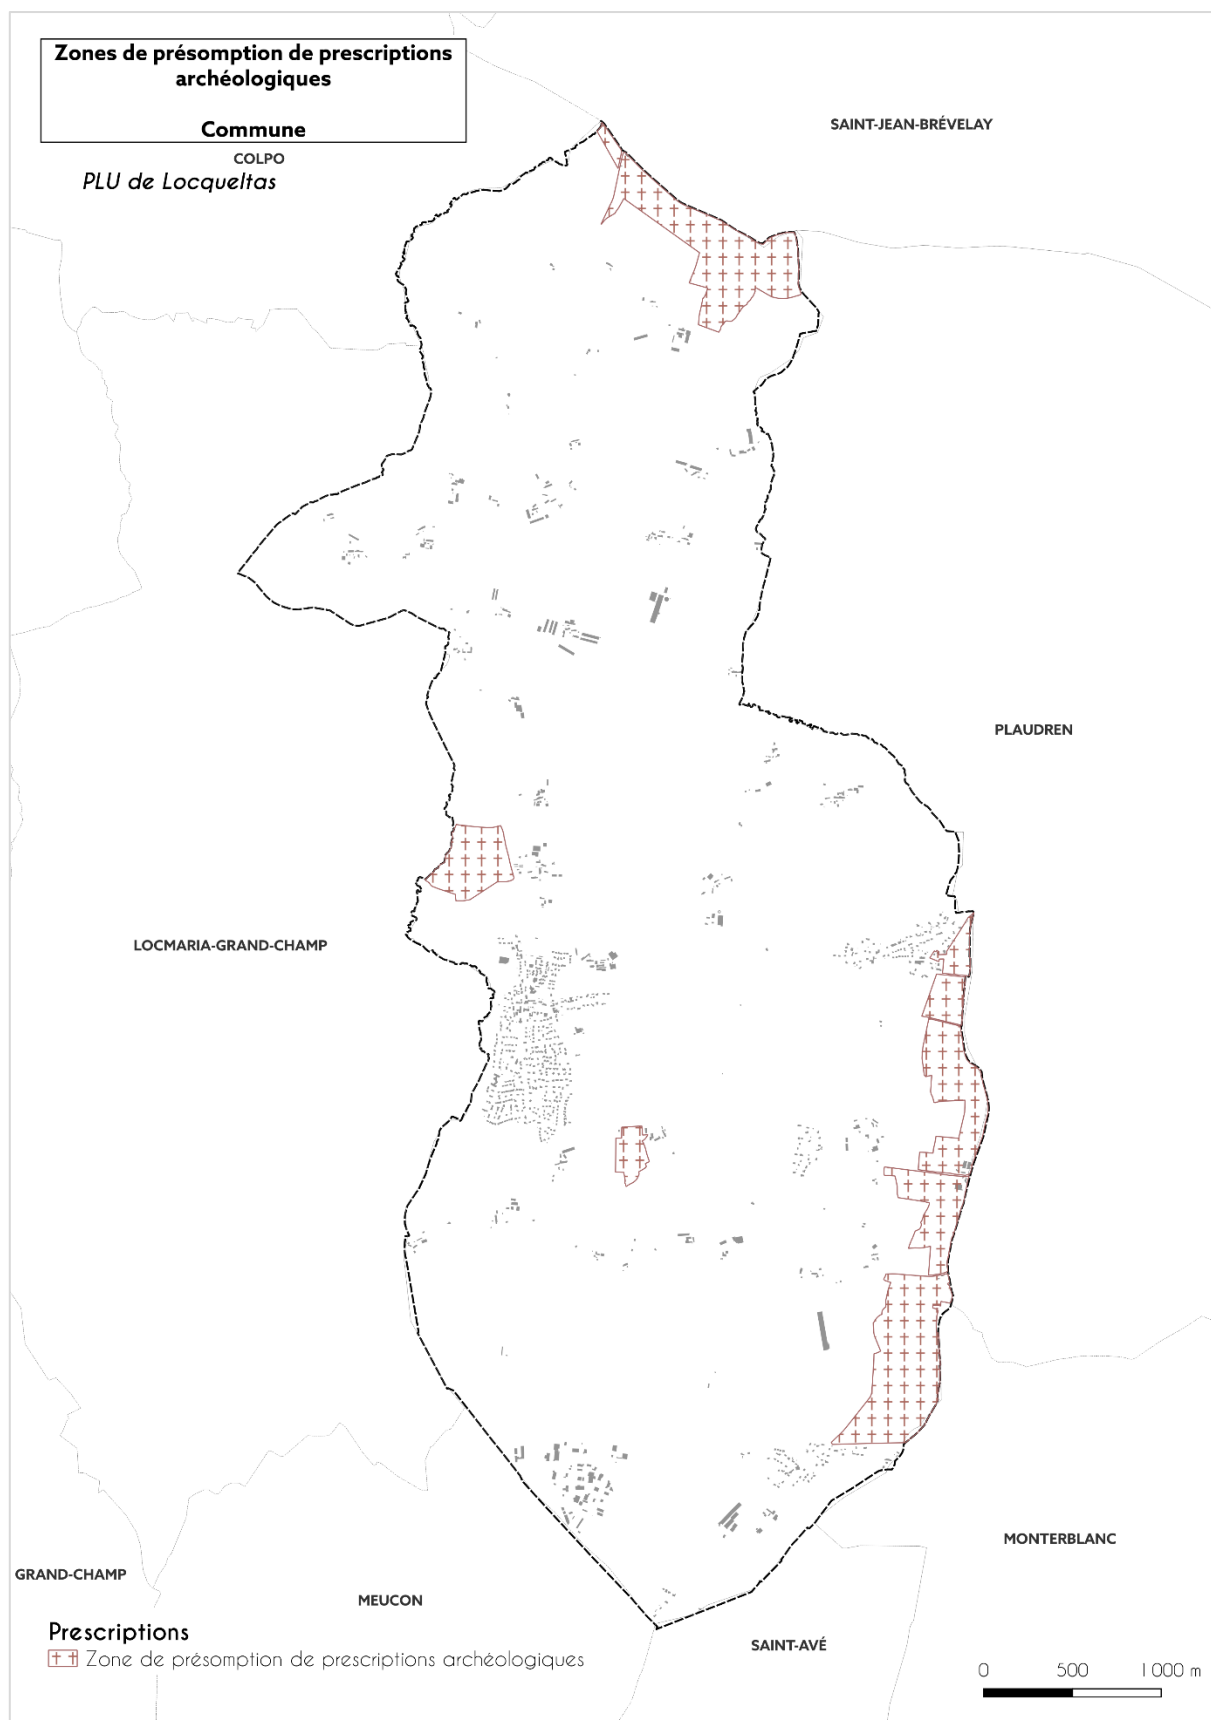 Zones de présomption de prescriptions
archéologiques
Commune
COLPO
PLU de Locqueltas
SAINT-JEAN-BRÉVELAY
PLAUDREN
LOCMARIA-GRAND-CHAMP
MONTERBLANC
GRAND-CHAMP
MEUCON
SAINT-AVÉ
Prescriptions
Zone de présomption de prescriptions archéologiques
0 500 1 000 m